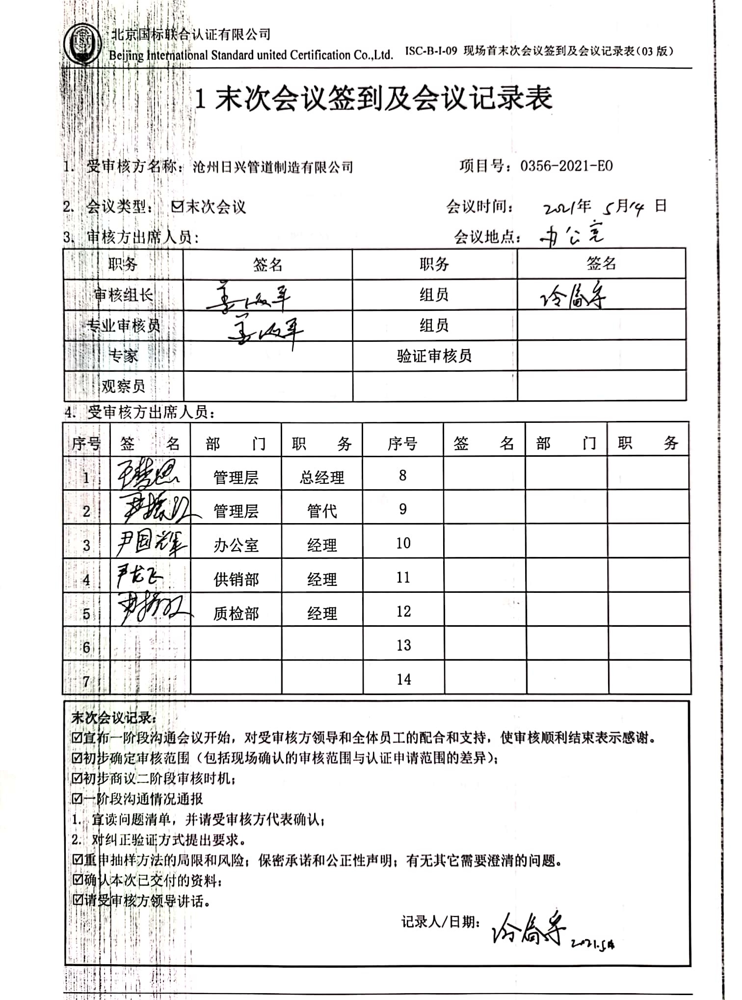 北京国标联合认证有限公司
Beijing International Standard united Certification Co.,Ltd. ISC-B-I-09 现场首末次会议签到及会议记录表(03版)
1 末次会议签到及会议记录表
1. 受审核方名称：沧州日兴管道制造有限公司 项目号：0356-2021-EO
2. 会议类型：☑末次会议 会议时间： 2021年 5月14 日
3. 审核方出席人员： 会议地点： 办公室
职务 签名 职务 签名
审核组长 组员
专业审核员 组员
专家 验证审核员
观察员
4. 受审核方出席人员：
序号 签 名 部 门 职 务 序号 签 名 部 门 职 务
1 管理层 总经理 8
2 管理层 管代 9
3 尹国辉 办公室 经理 10
4 尹龙飞 供销部 经理 11
5 质检部 经理 12
6 13
7 14
末次会议记录：
☑宣布一阶段沟通会议开始，对受审核方领导和全体员工的配合和支持，使审核顺利结束表示感谢。
☑初步确定审核范围（包括现场确认的审核范围与认证申请范围的差异）；
☑初步商议二阶段审核时机；
☑一阶段沟通情况通报
1. 宣读问题清单，并请受审核方代表确认；
2. 对纠正验证方式提出要求。
☑重申抽样方法的局限和风险；保密承诺和公正性声明；有无其它需要澄清的问题。
☑确认本次已交付的资料；
☑请受审核方领导讲话。
记录人/日期： 2021.5.14